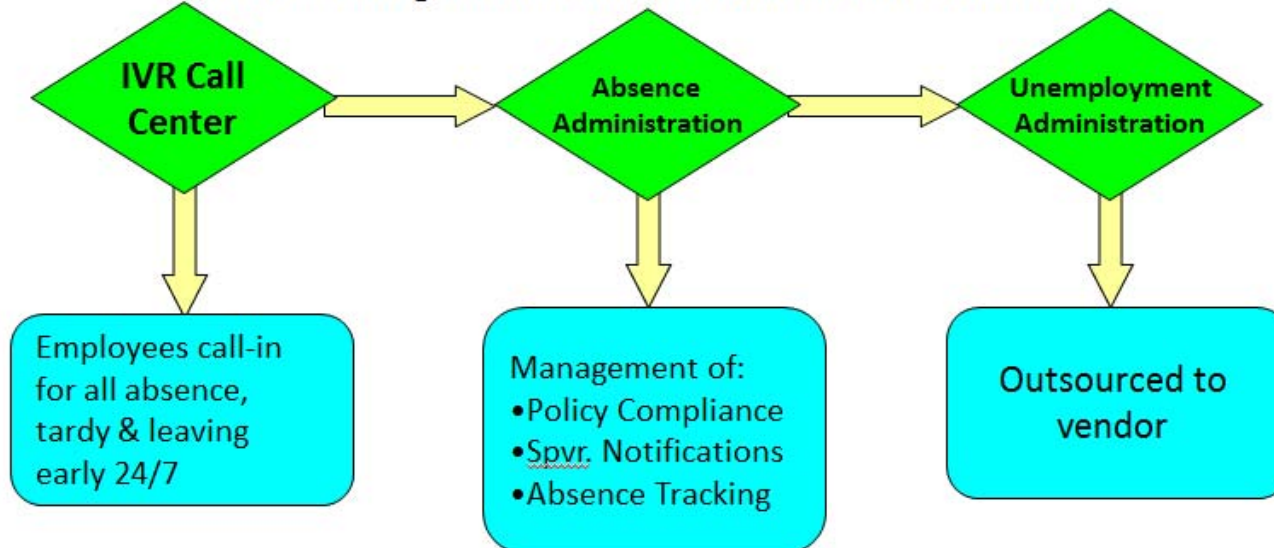 IVR Call
Center
Absence
Administration
Unemployment
Administration
Employees call-in
for all absence,
tardy & leaving
early 24/7
Management of:
•Policy Compliance
•Spvr. Notifications
•Absence Tracking
Outsourced to
vendor